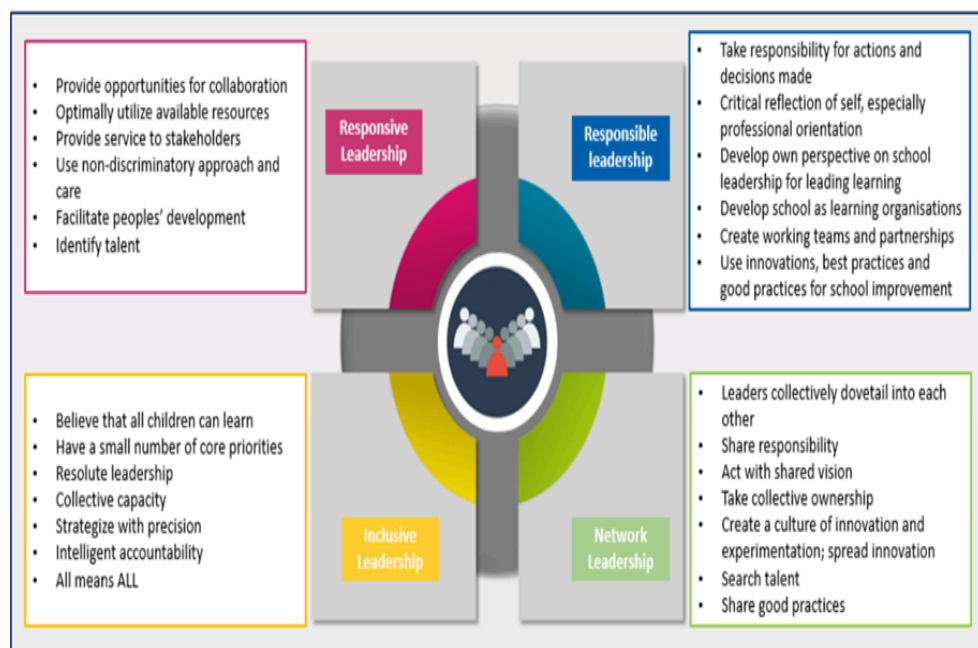 • Provide opportunities for collaboration
• Optimally utilize available resources
• Provide service to stakeholders
• Use non-discriminatory approach and
care
• Facilitate peoples' development
• Identify talent
Responsive
Leadership
Responsible
leadership
• Take responsibility for actions and
decisions made
• Critical reflection of self, especially
professional orientation
• Develop own perspective on school
leadership for leading learning
• Develop school as learning organisations
• Create working teams and partnerships
• Use innovations, best practices and
good practices for school improvement
• Believe that all children can learn
• Have a small number of core priorities
• Resolute leadership
• Collective capacity
• Strategize with precision
• Intelligent accountability
• All means ALL
Inclusive
Leadership
Network
Leadership
• Leaders collectively dovetail into each
other
• Share responsibility
• Act with shared vision
• Take collective ownership
• Create a culture of innovation and
experimentation; spread innovation
• Search talent
• Share good practices